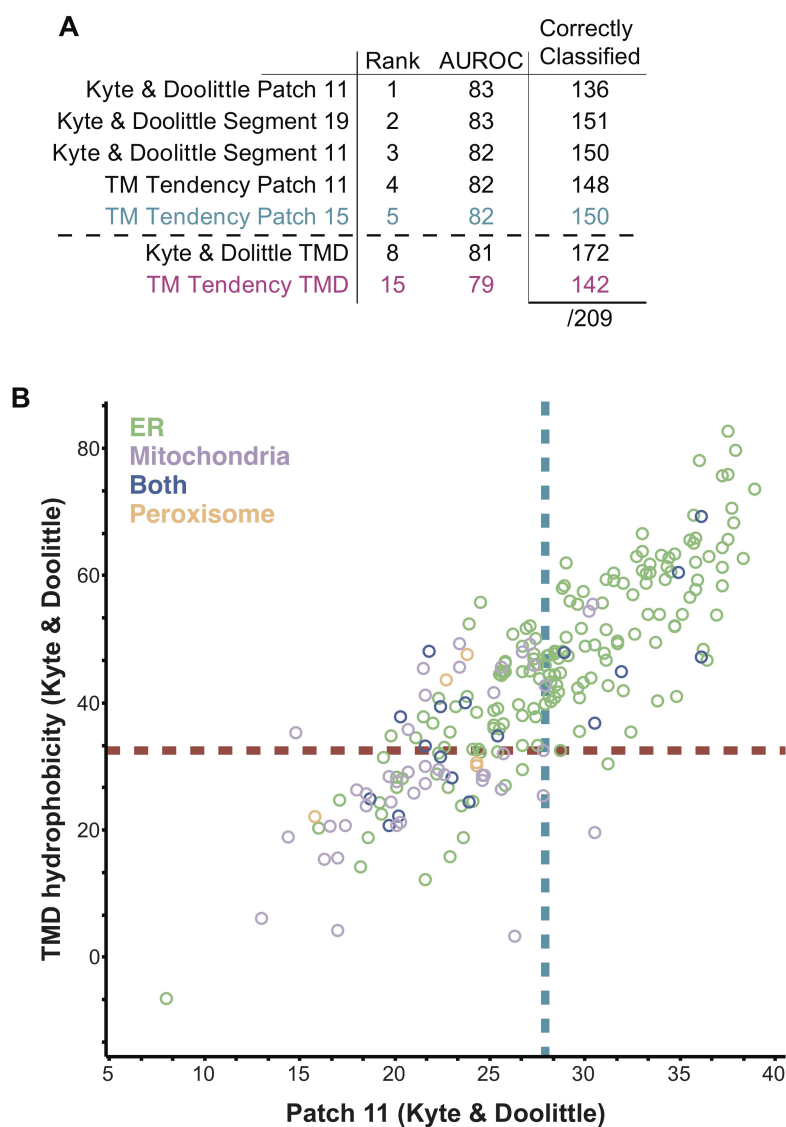 A
Correctly
Rank AUROC Classified
Kyte & Doolittle Patch 11 1 83 136
Kyte & Doolittle Segment 19 2 83 151
Kyte & Doolittle Segment 11 3 82 150
TM Tendency Patch 11 4 82 148
TM Tendency Patch 15 5 82 150
Kyte & Dolittle TMD 8 81 172
TM Tendency TMD 15 79 142
/209
B
ER
Mitochondria
Both
Peroxisome
TMD hydrophobicity (Kyte & Doolittle)
80
60
40
20
0
5 10 15 20 25 30 35 40
Patch 11 (Kyte & Doolittle)